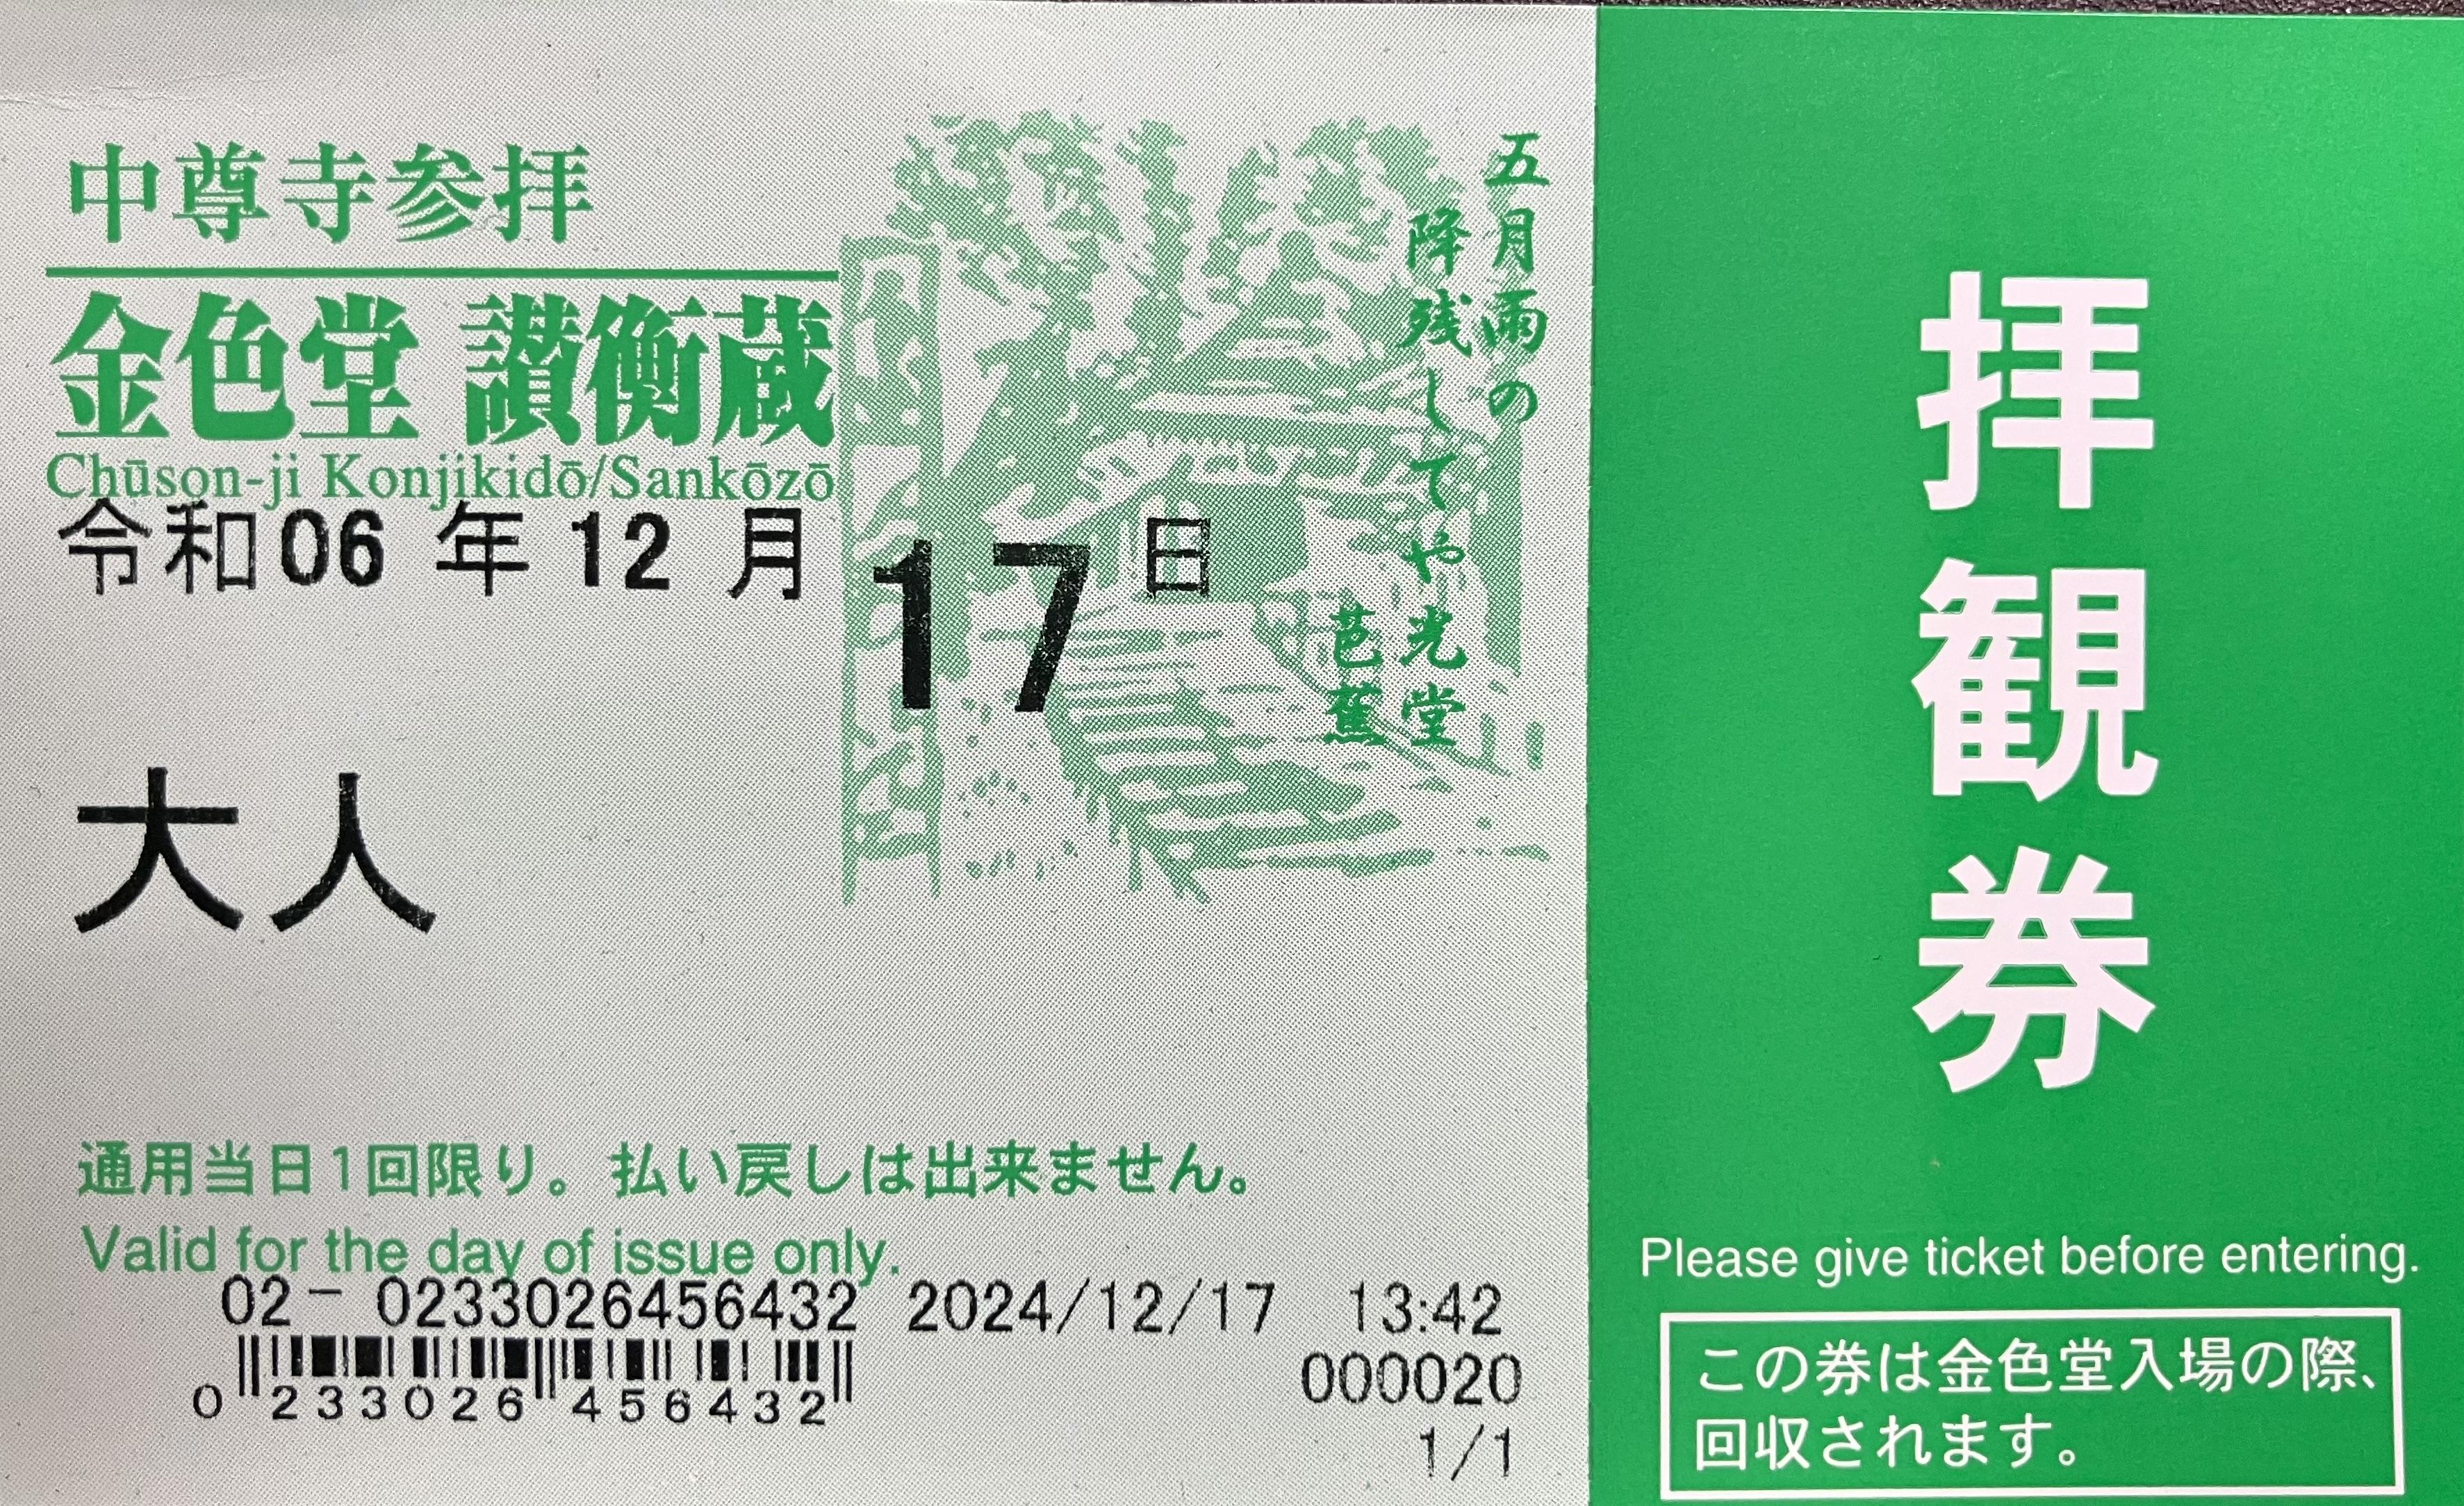 中尊寺参拝
金色堂 讃衡蔵
Chūson-ji Konjikidō/Sankōzō
令和06 年 12 月 17 日
五月雨の
降残してや光堂
芭蕉
大人
通用当日1回限り。払い戻しは出来ません。
Valid for the day of issue only.
02- 0233026456432 2024/12/17 13:42
0 233026 456432
000020
1/1
拝観券
Please give ticket before entering.
この券は金色堂入場の際、
回収されます。